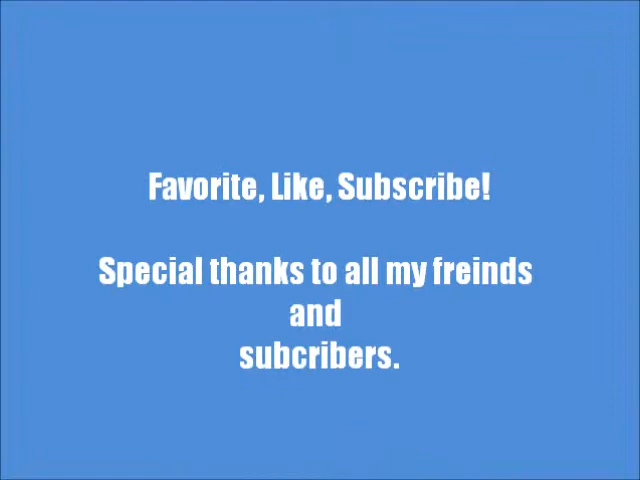 Favorite, Like, Subscribe!
Special thanks to all my freinds
and
subcribers.